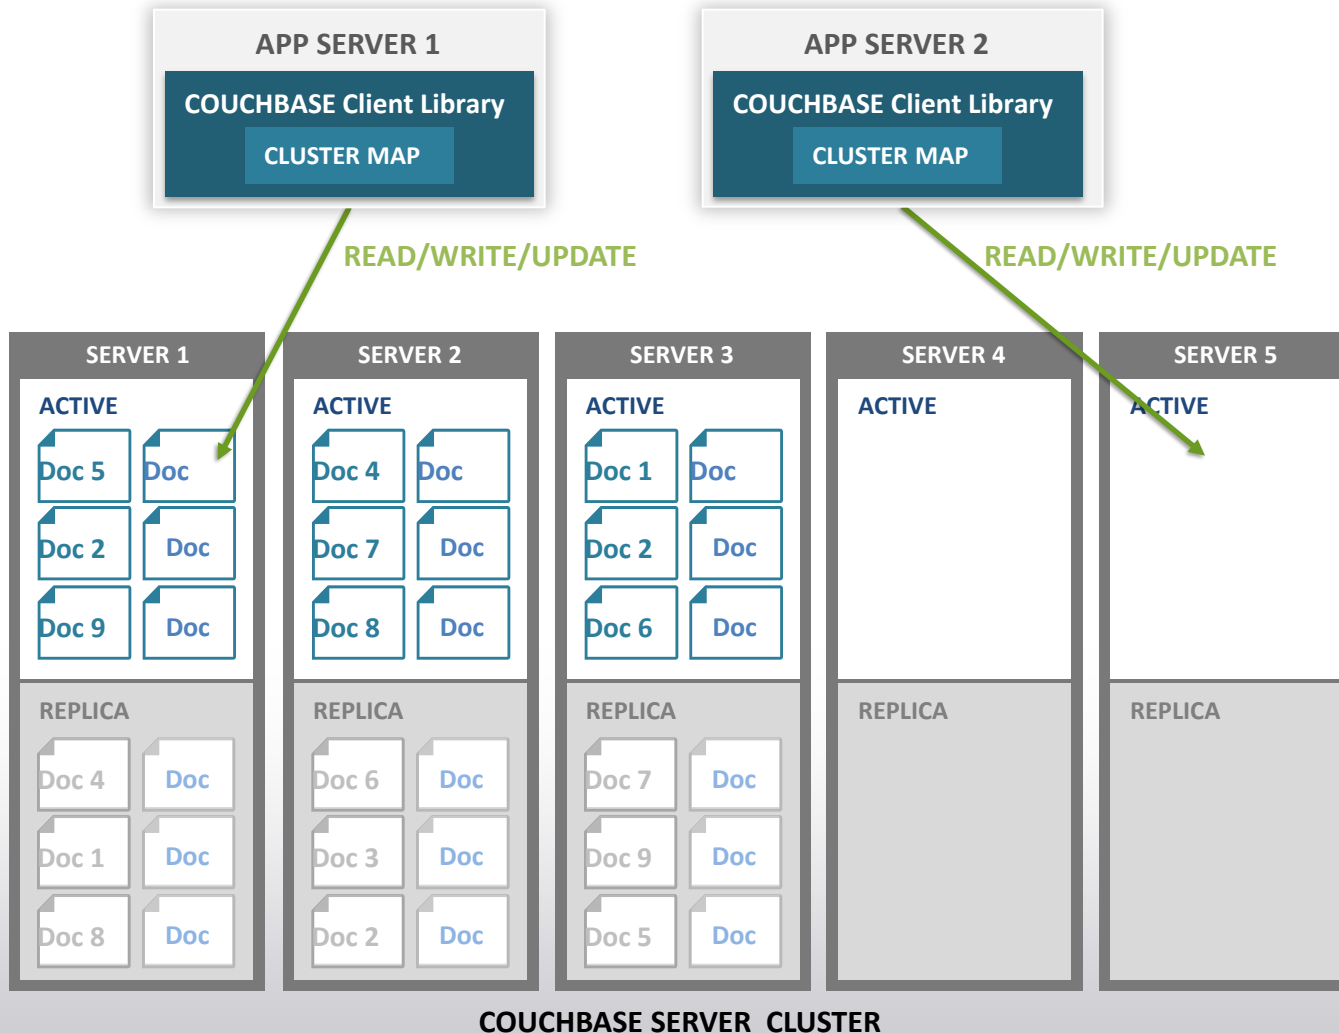 APP SERVER 1
COUCHBASE Client Library
CLUSTER MAP
APP SERVER 2
COUCHBASE Client Library
CLUSTER MAP
READ/WRITE/UPDATE
READ/WRITE/UPDATE
SERVER 1
ACTIVE
Doc 5
Doc
Doc 2
Doc
Doc 9
Doc
REPLICA
Doc 4
Doc
Doc 1
Doc
Doc 8
Doc
SERVER 2
ACTIVE
Doc 4
Doc
Doc 7
Doc
Doc 8
Doc
REPLICA
Doc 6
Doc
Doc 3
Doc
Doc 2
Doc
SERVER 3
ACTIVE
Doc 1
Doc
Doc 2
Doc
Doc 6
Doc
REPLICA
Doc 7
Doc
Doc 9
Doc
Doc 5
Doc
SERVER 4
ACTIVE
REPLICA
SERVER 5
ACTIVE
REPLICA
COUCHBASE SERVER CLUSTER